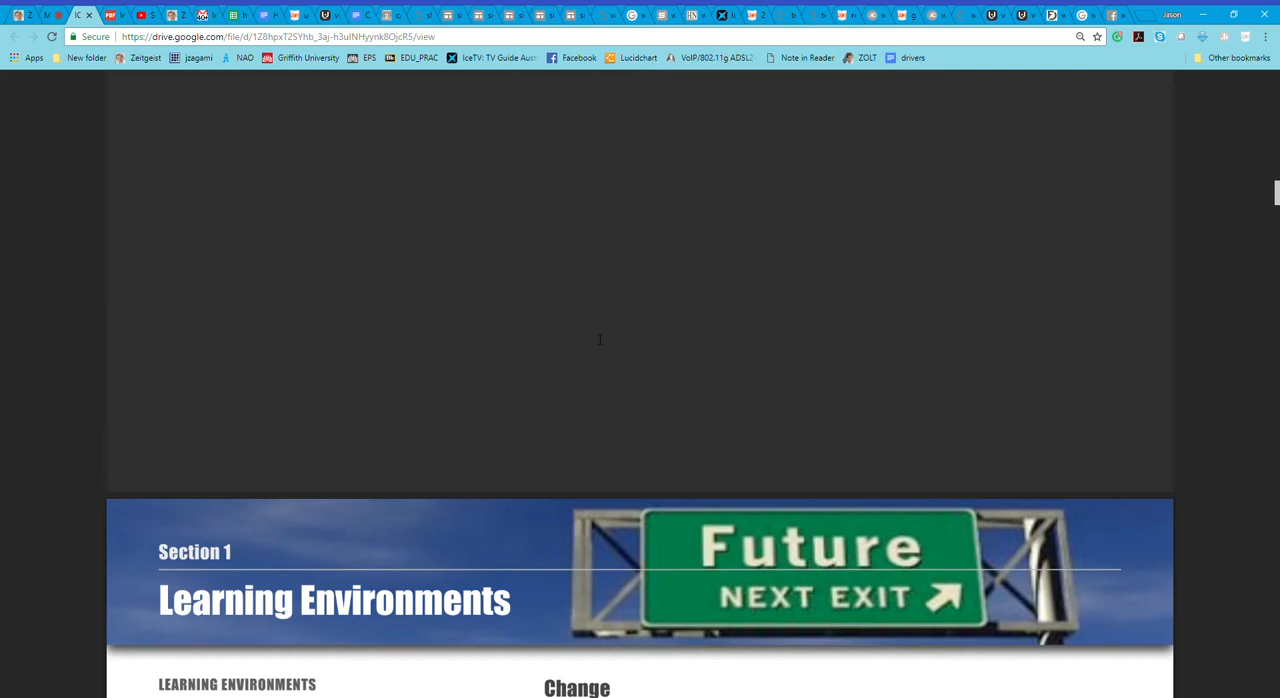 Jason
Secure https://drive.google.com/file/d/1Z8hpxT2SYhb_3aj-h3uINHyynk8OjcR5/view
Apps New folder Zeitgeist jzagami NAO Griffith University EPS EDU_PRAC IceTV: TV Guide Aust Facebook Lucidchart VoIP/802.11g ADSL2 Note in Reader ZOLT drivers Other bookmarks
Section 1
Learning Environments
Future
NEXT EXIT
LEARNING ENVIRONMENTS
Change